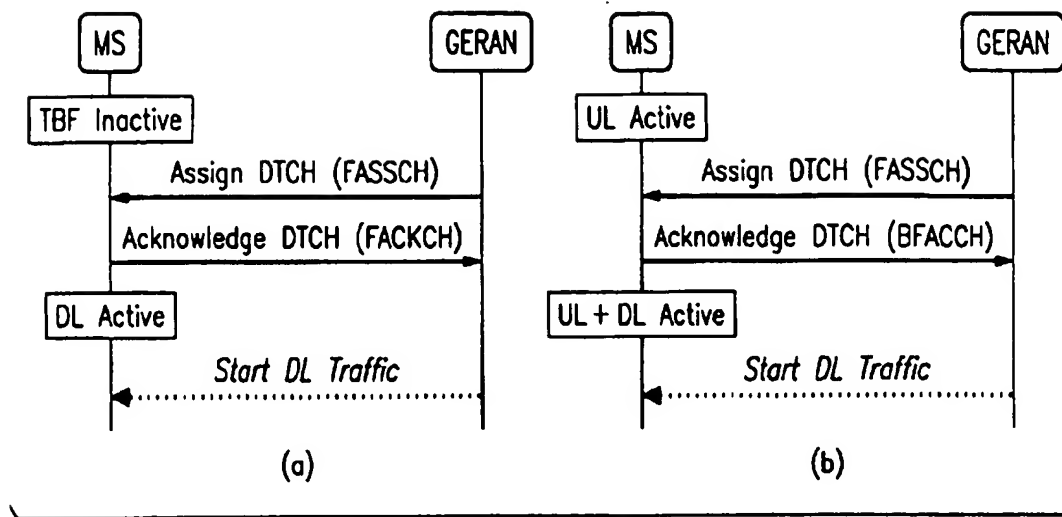 MS
GERAN
TBF Inactive
Assign DTCH (FASSCH)
Acknowledge DTCH (FACKCH)
DL Active
Start DL Traffic
(a)
MS
GERAN
UL Active
Assign DTCH (FASSCH)
Acknowledge DTCH (BFACCH)
UL + DL Active
Start DL Traffic
(b)